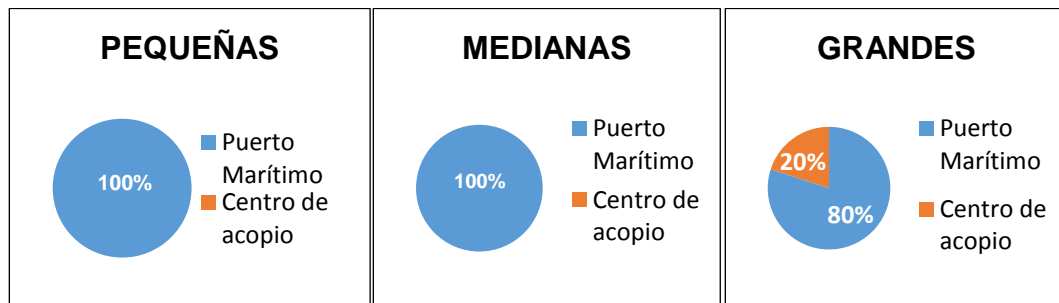 PEQUEÑAS
100%
Puerto
Marítimo
Centro de
acopio
MEDIANAS
100%
Puerto
Marítimo
Centro de
acopio
GRANDES
20%
80%
Puerto
Marítimo
Centro de
acopio